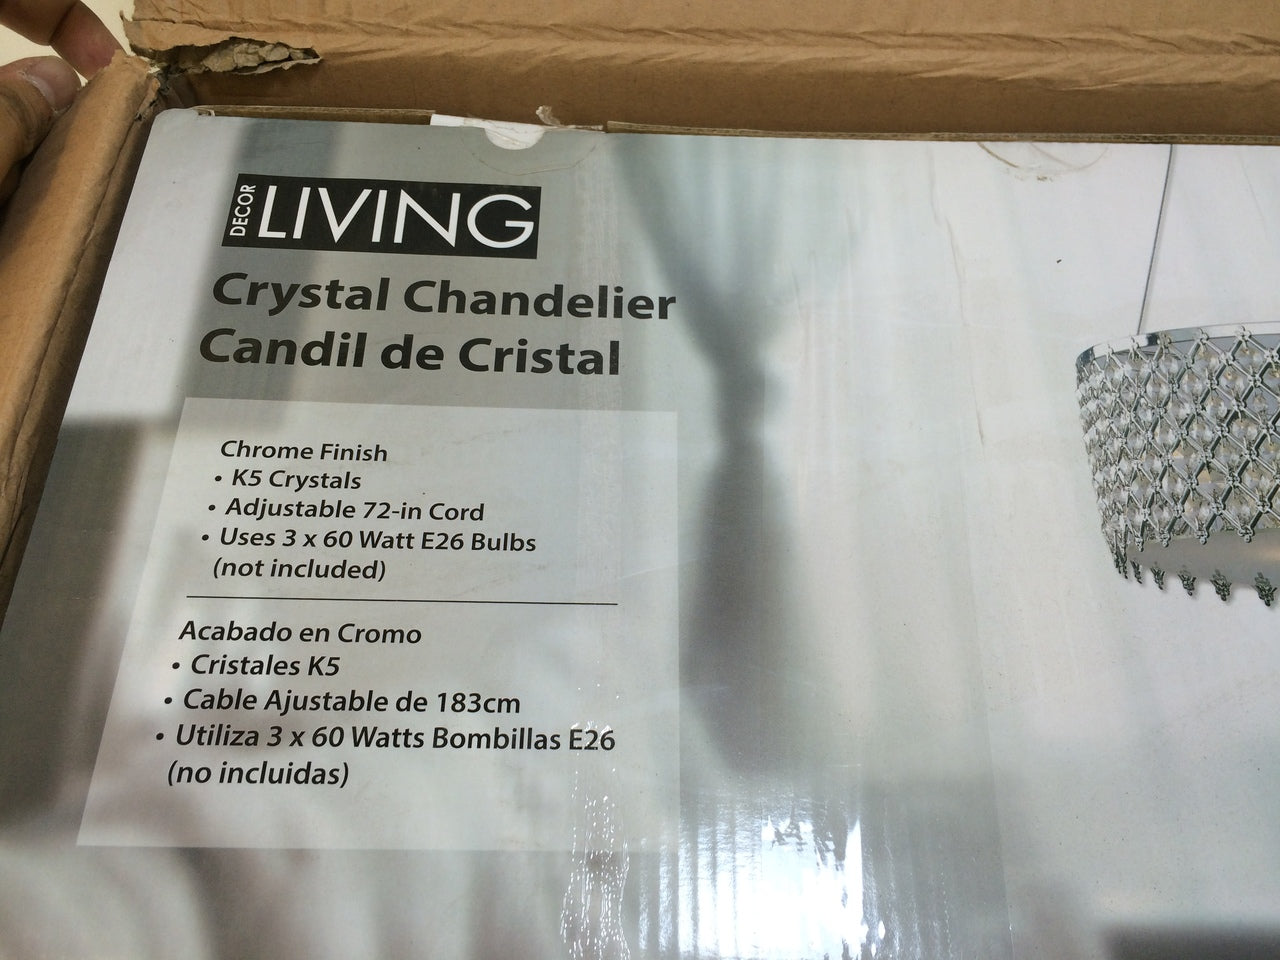 DECOR LIVING
Crystal Chandelier
Candil de Cristal
Chrome Finish
• K5 Crystals
• Adjustable 72-in Cord
• Uses 3 x 60 Watt E26 Bulbs
(not included)
Acabado en Cromo
• Cristales K5
• Cable Ajustable de 183cm
• Utiliza 3 x 60 Watts Bombillas E26
(no incluidas)